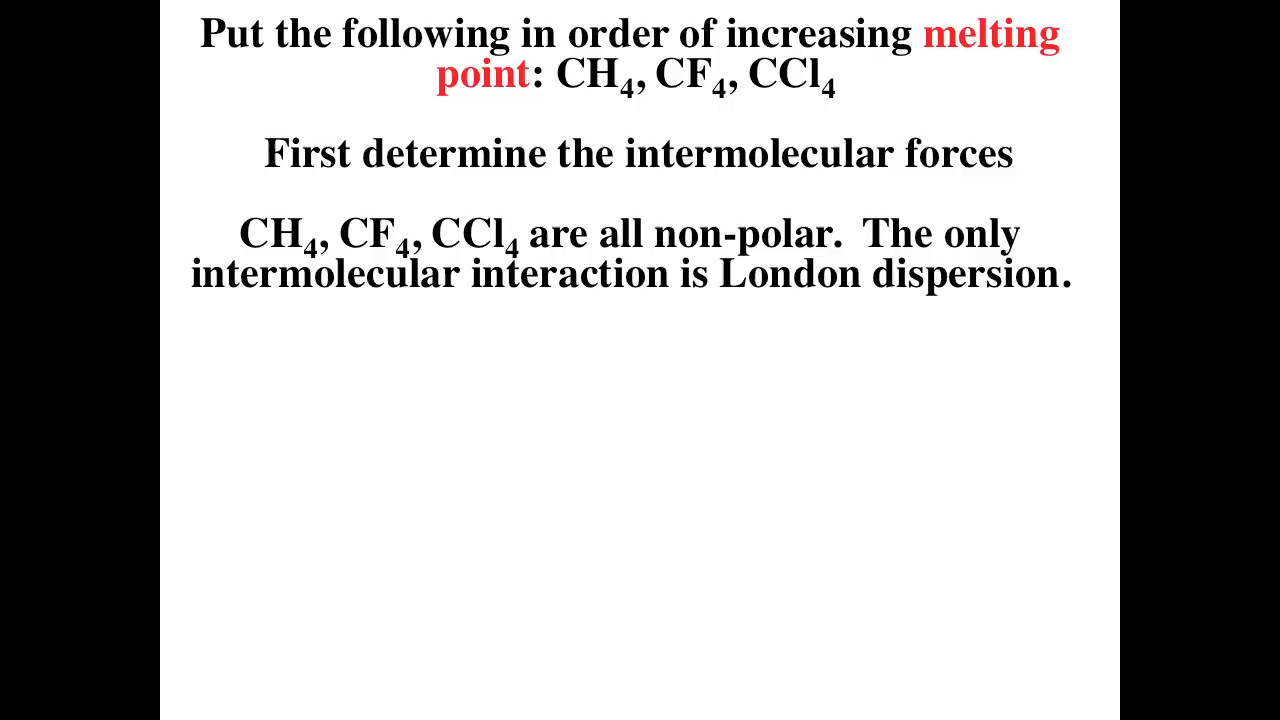 Put the following in order of increasing melting
point: CH₄, CF₄, CCl₄
First determine the intermolecular forces
CH₄, CF₄, CCl₄ are all non-polar. The only
intermolecular interaction is London dispersion.